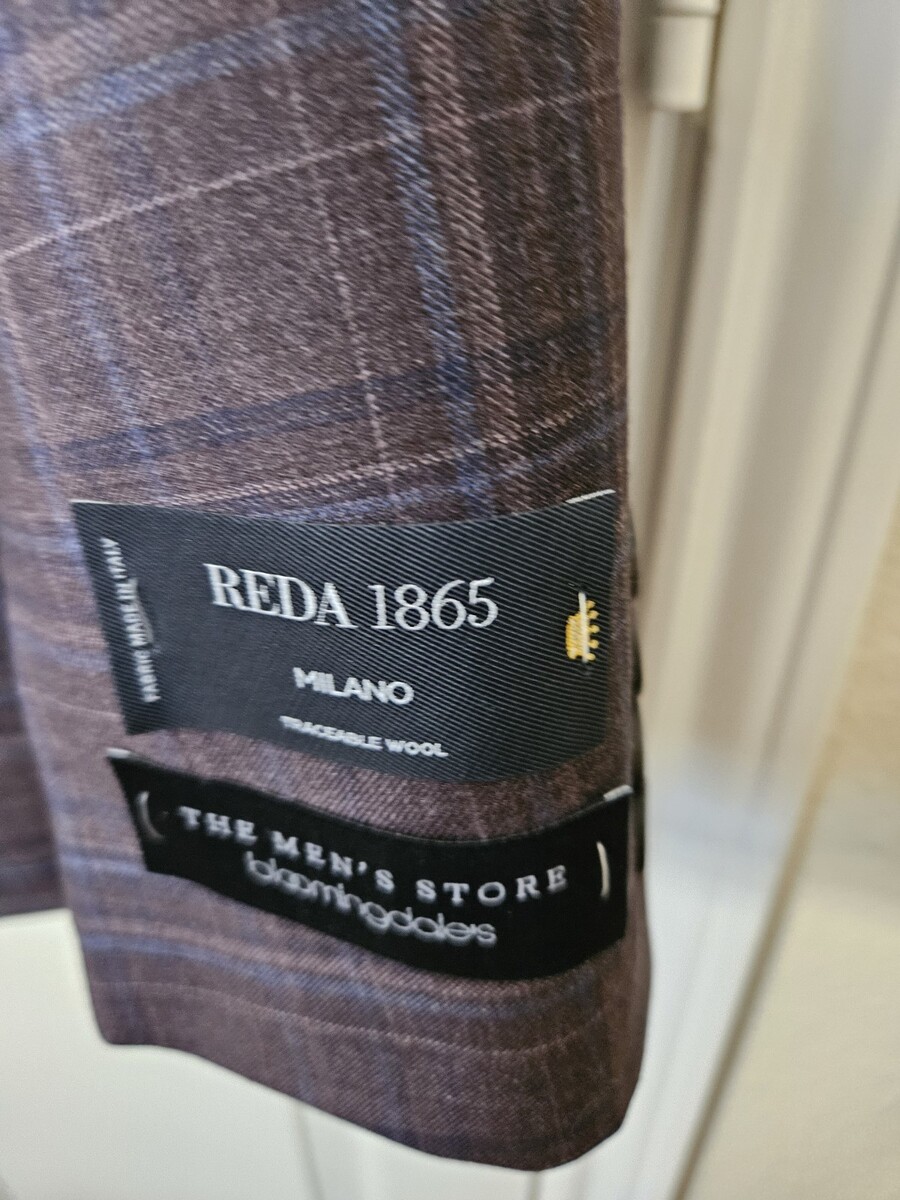 FABRIC MADE IN ITALY
REDA 1865
MILANO
TRACEABLE WOOL
THE MEN'S STORE
bloomingdale's